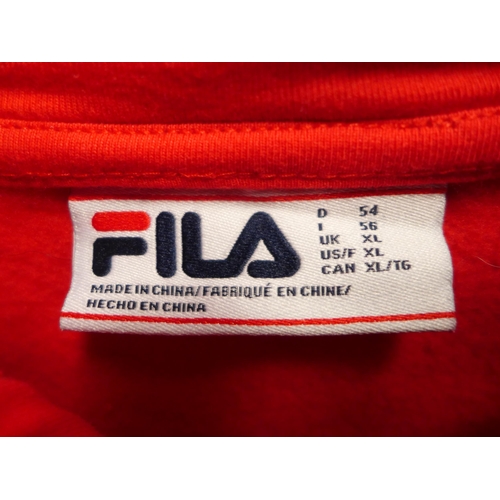 FILA
D 54
I 56
UK XL
US/F XL
CAN XL/TG
MADE IN CHINA/FABRIQUÉ EN CHINE/
HECHO EN CHINA